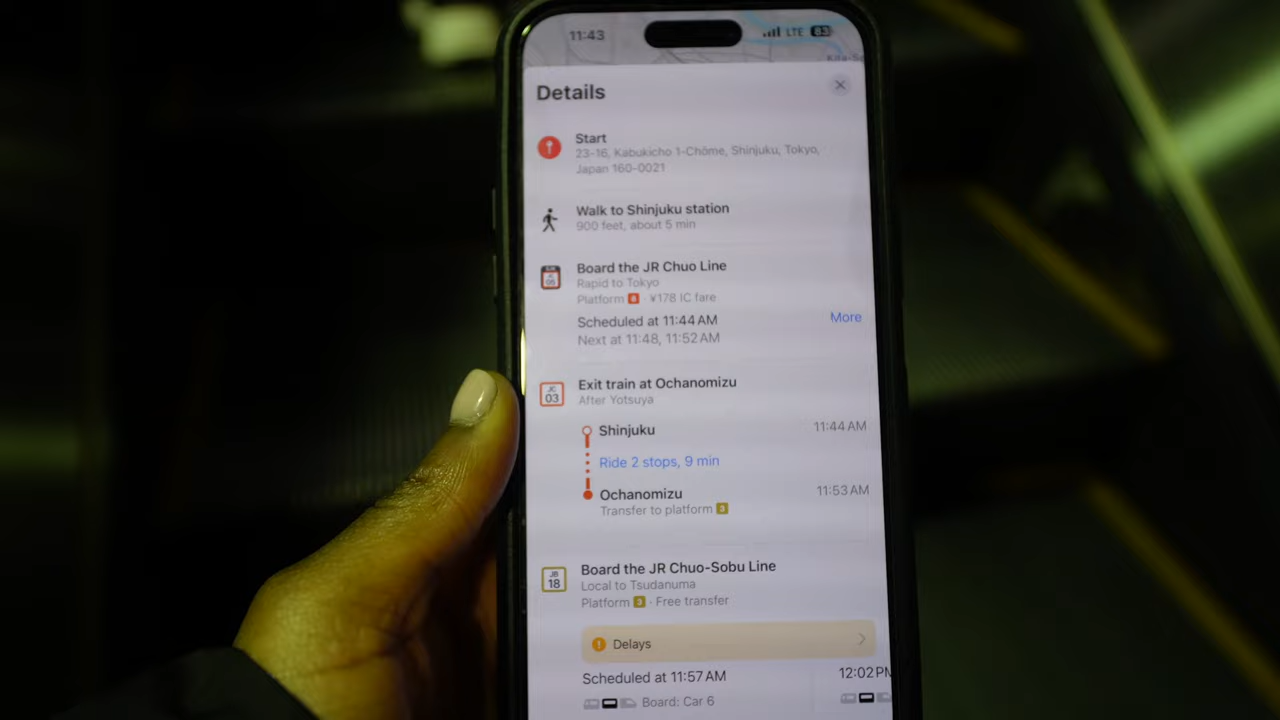 11:43
LTE 83
Details
Start
23-16, Kabukicho 1-Chōme, Shinjuku, Tokyo,
Japan 160-0021
Walk to Shinjuku station
900 feet, about 5 min
Board the JR Chuo Line
JC
05
Rapid to Tokyo
Platform 8 · ¥178 IC fare
Scheduled at 11:44 AM
More
Next at 11:48, 11:52 AM
JC
03
Exit train at Ochanomizu
After Yotsuya
Shinjuku 11:44 AM
Ride 2 stops, 9 min
Ochanomizu 11:53 AM
Transfer to platform 3
JB
18
Board the JR Chuo-Sobu Line
Local to Tsudanuma
Platform 3 · Free transfer
! Delays
Scheduled at 11:57 AM 12:02 PM
Board: Car 6